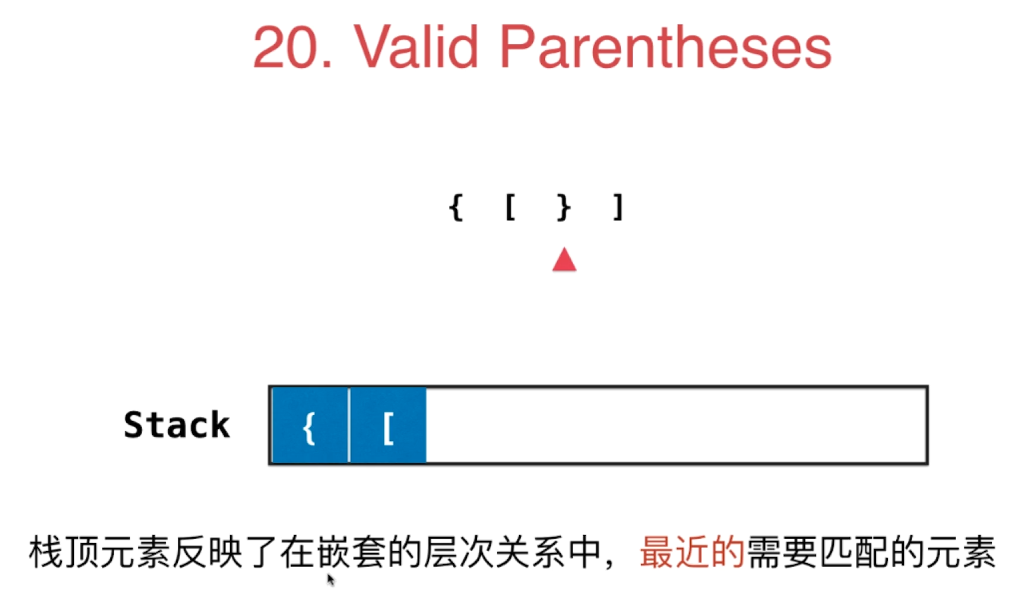 20. Valid Parentheses
{ [ } ]
Stack { [
栈顶元素反映了在嵌套的层次关系中，最近的需要匹配的元素